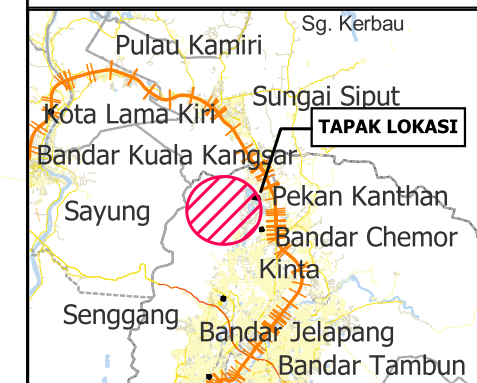 Sg. Kerbau
Pulau Kamiri
Sungai Siput
Kota Lama Kiri
TAPAK LOKASI
Bandar Kuala Kangsar
Pekan Kanthan
Sayung
Bandar Chemor
Kinta
Senggang
Bandar Jelapang
Bandar Tambun